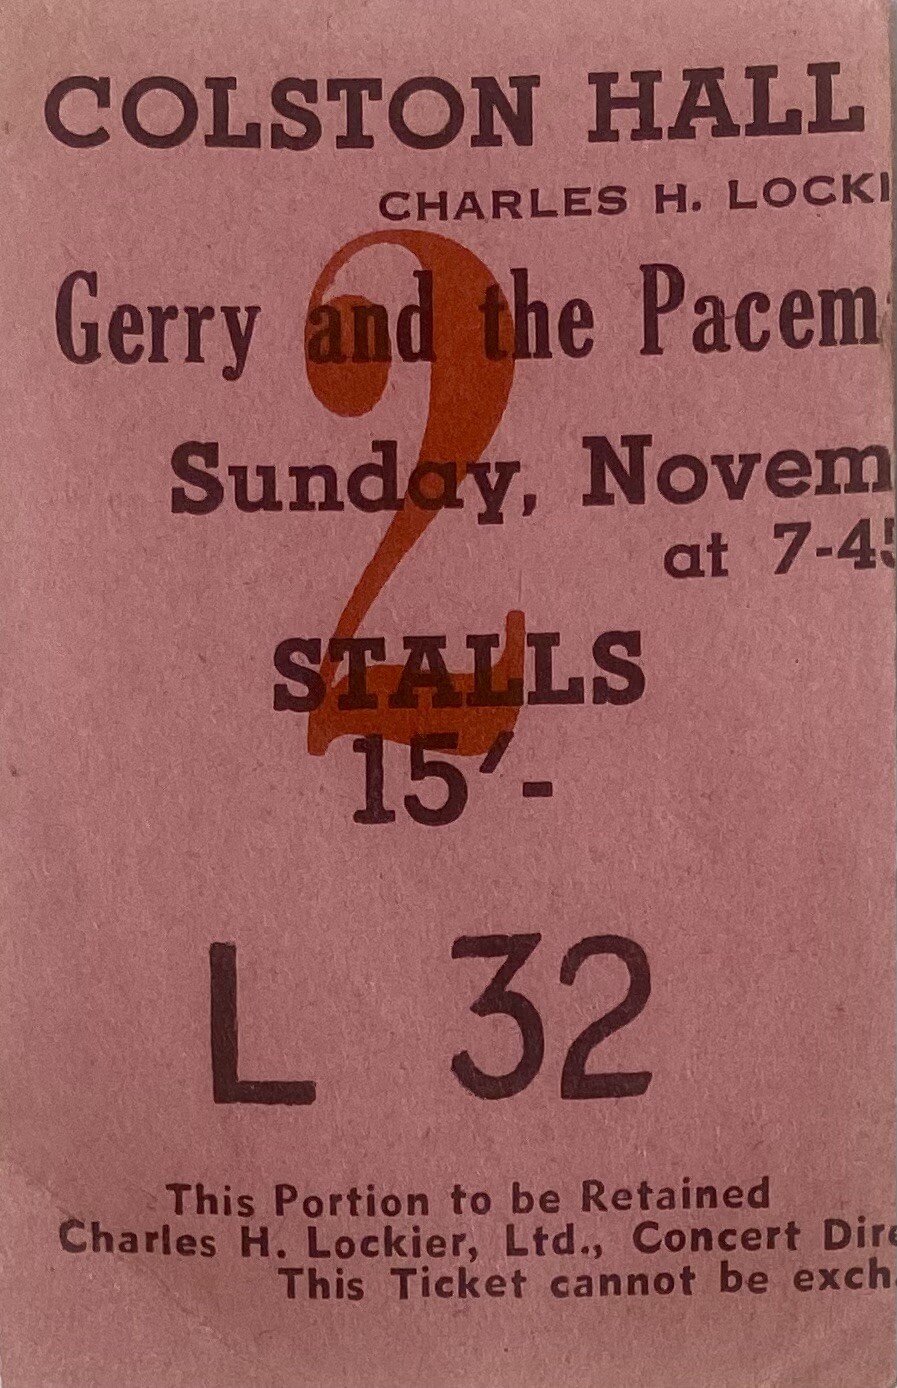 COLSTON HALL
CHARLES H. LOCKI
Gerry and the Pacem
2
Sunday, Novem
at 7-45
STALLS
15'-
L 32
This Portion to be Retained
Charles H. Lockier, Ltd., Concert Dire
This Ticket cannot be exch